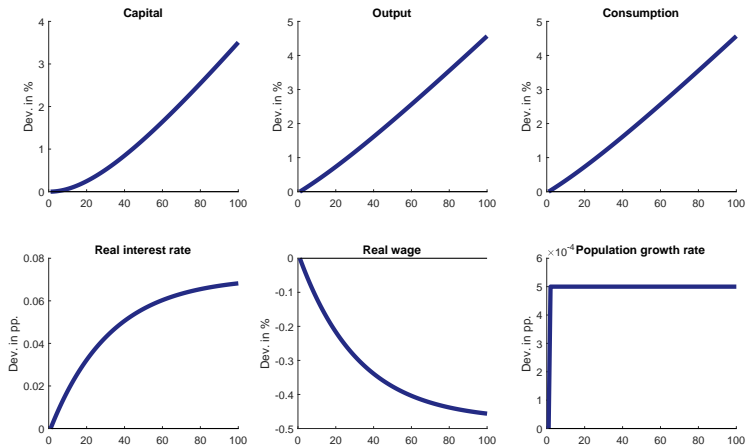 Capital
Dev. in %
4
3
2
1
0
0 20 40 60 80 100
Output
Dev. in %
5
4
3
2
1
0
0 20 40 60 80 100
Consumption
Dev. in %
5
4
3
2
1
0
0 20 40 60 80 100
Real interest rate
Dev. in pp.
0.08
0.06
0.04
0.02
0
0 20 40 60 80 100
Real wage
Dev. in %
0
-0.1
-0.2
-0.3
-0.4
-0.5
0 20 40 60 80 100
×10⁻⁴ Population growth rate
Dev. in pp.
6
5
4
3
2
1
0
0 20 40 60 80 100